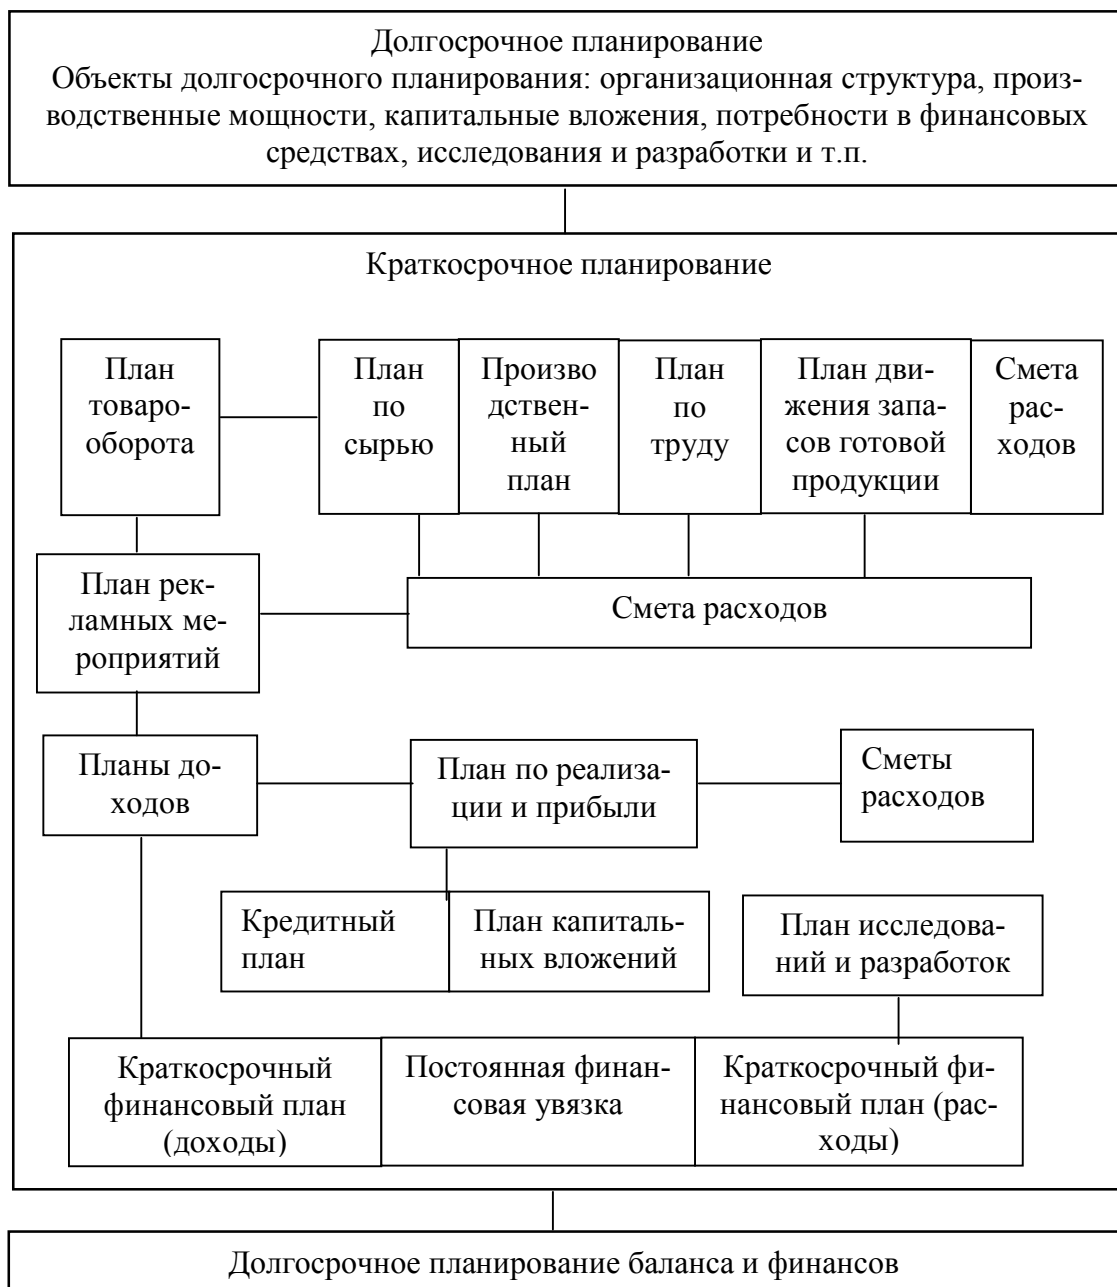 Долгосрочное планирование
Объекты долгосрочного планирования: организационная структура, произ-
водственные мощности, капитальные вложения, потребности в финансовых
средствах, исследования и разработки и т.п.
Краткосрочное планирование
План
товаро-
оборота
План
по
сырью
Произво
дствен-
ный
план
План
по
труду
План дви-
жения запа-
сов готовой
продукции
Смета
рас-
ходов
План рек-
ламных ме-
роприятий
Смета расходов
Планы до-
ходов
План по реализа-
ции и прибыли
Сметы
расходов
Кредитный
план
План капиталь-
ных вложений
План исследова-
ний и разработок
Краткосрочный
финансовый план
(доходы)
Постоянная финан-
совая увязка
Краткосрочный фи-
нансовый план (рас-
ходы)
Долгосрочное планирование баланса и финансов